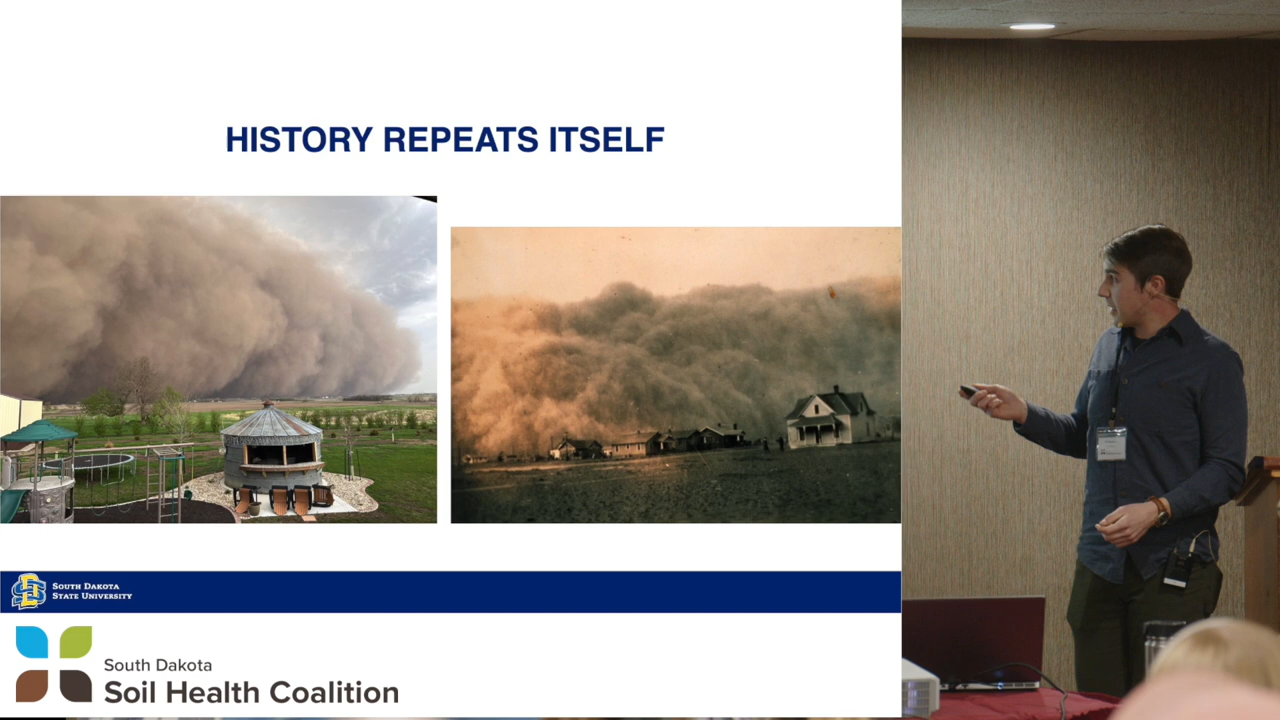 HISTORY REPEATS ITSELF
South Dakota
State University
South Dakota
Soil Health Coalition